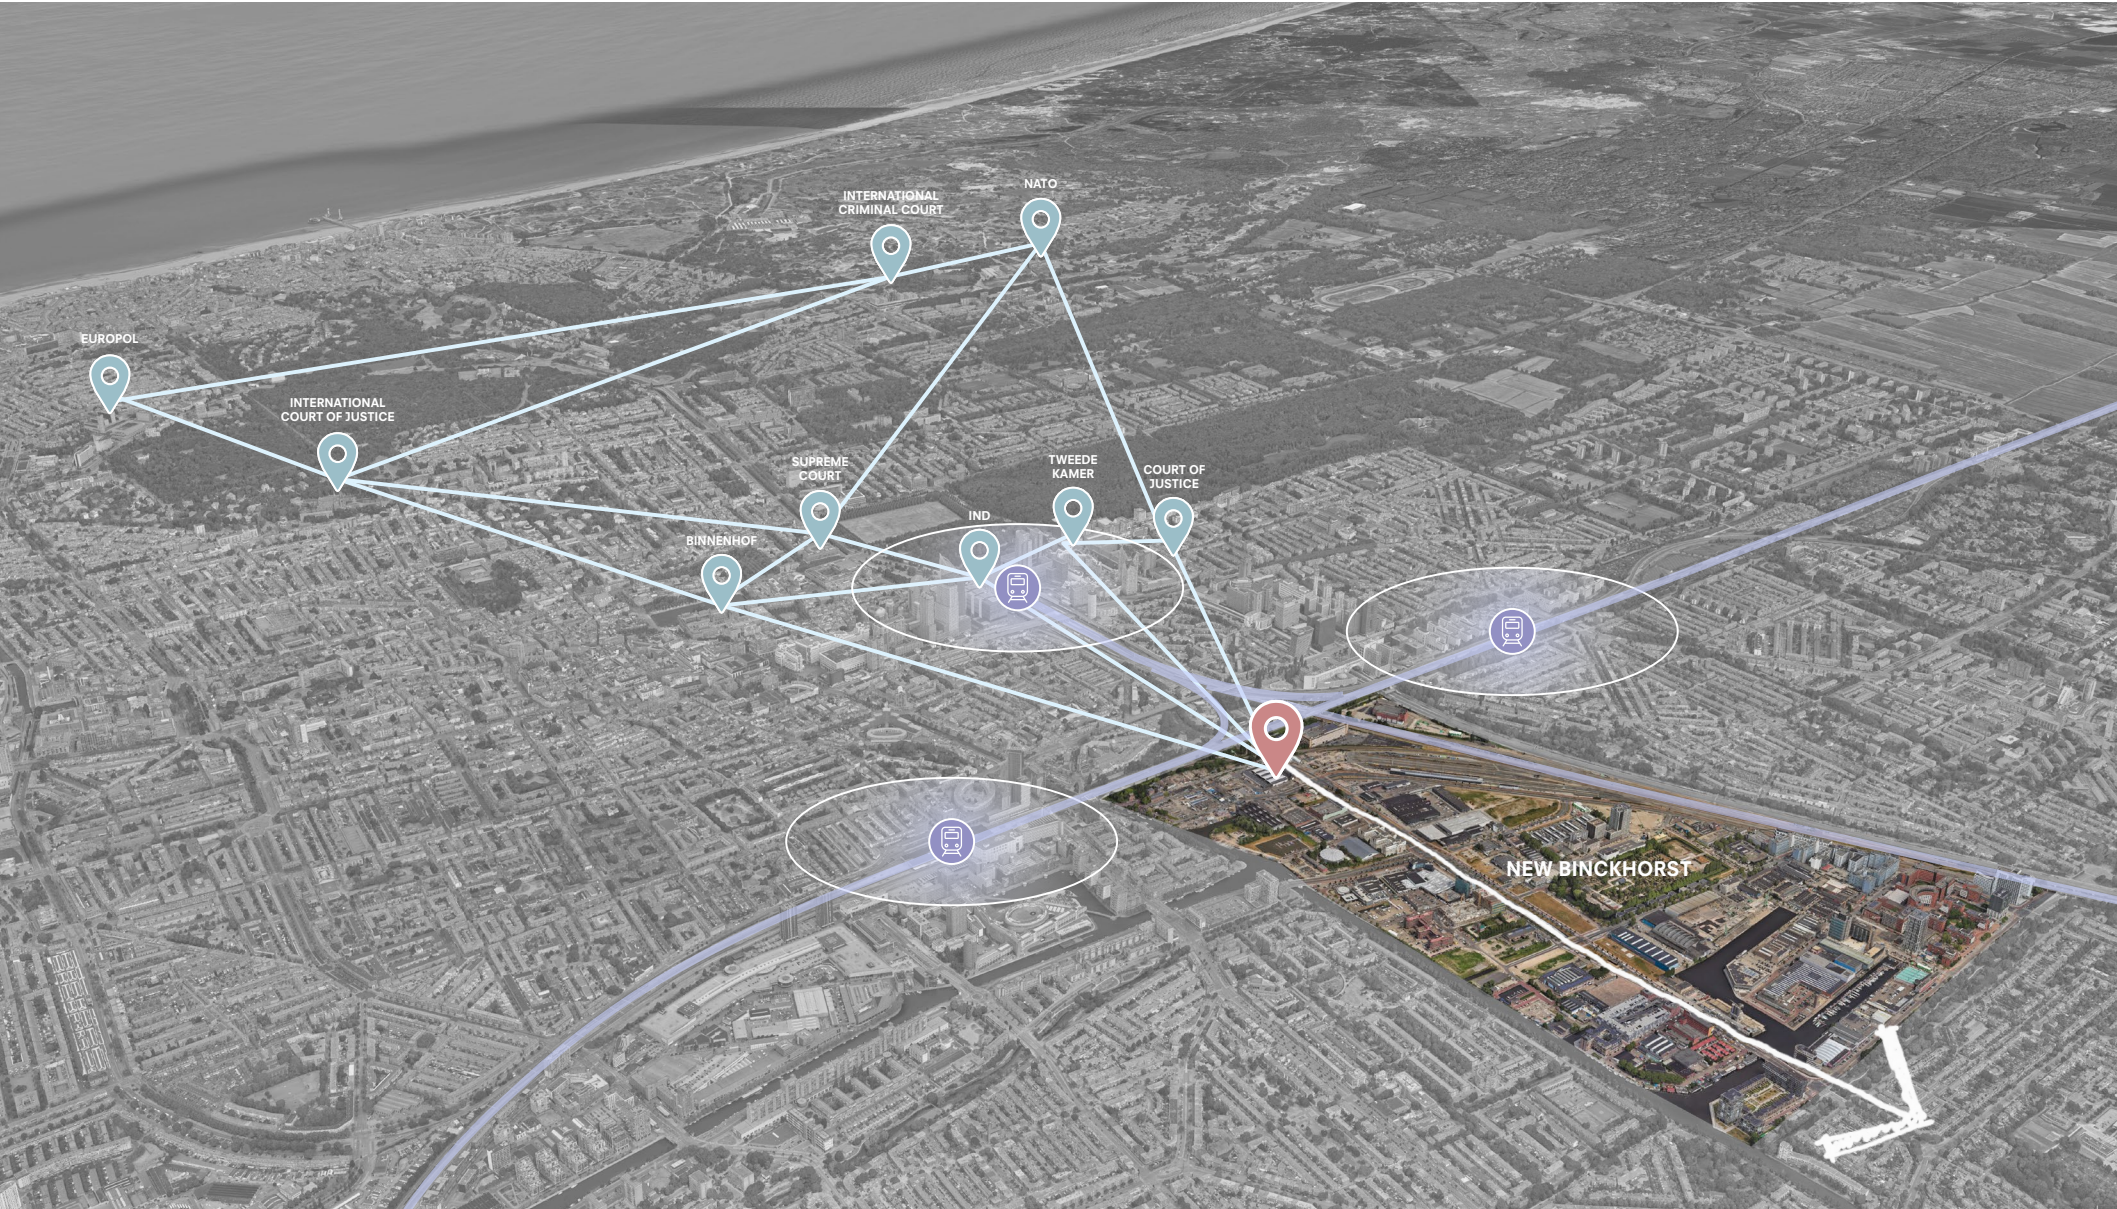 NATO
INTERNATIONAL
CRIMINAL COURT
EUROPOL
INTERNATIONAL
COURT OF JUSTICE
SUPREME
COURT
TWEEDE
KAMER
COURT OF
JUSTICE
IND
BINNENHOF
NEW BINCKHORST